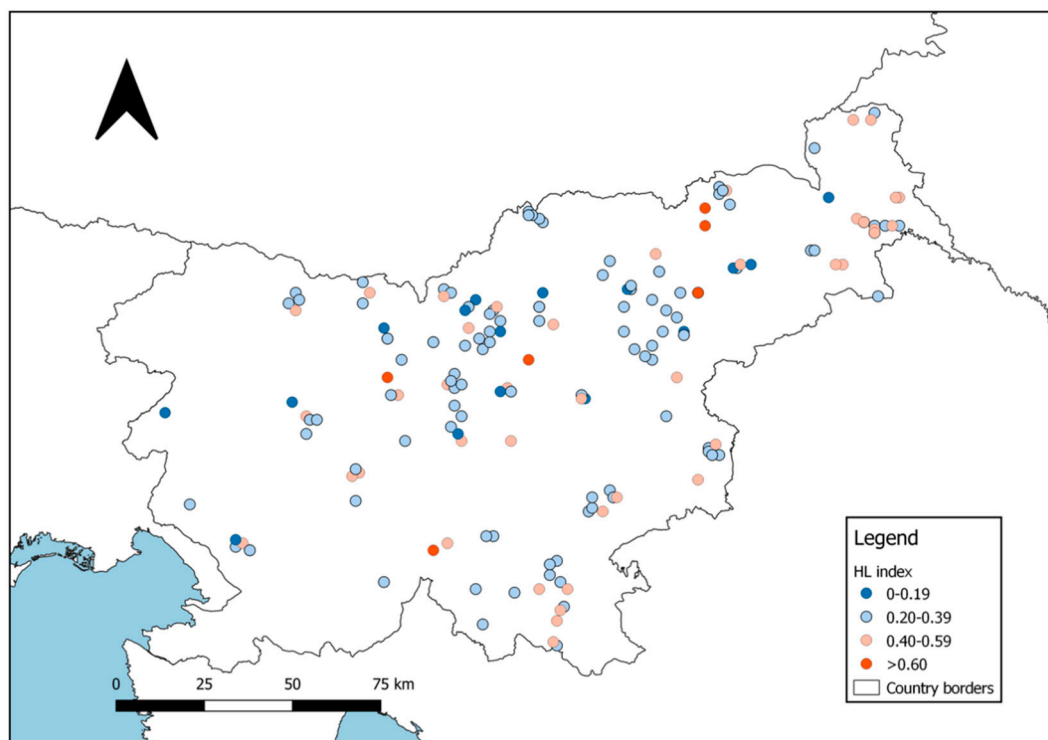 Legend
HL index
0-0.19
0.20-0.39
0.40-0.59
>0.60
Country borders
0 25 50 75 km